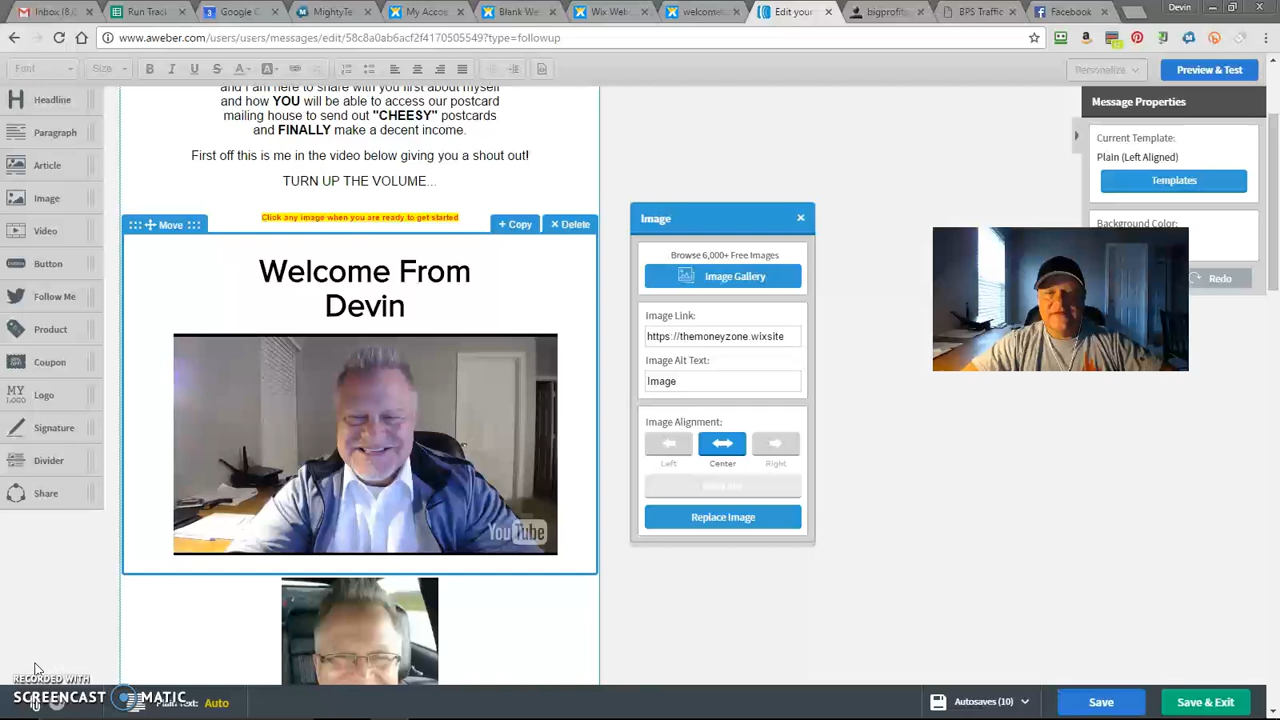 Inbox (8,0
Run Track
Google C
MightyTe
My Acco
Blank We
Wix Web
welcome
Edit your
bigprofit
BPS Traffic
Facebook
Devin
www.aweber.com/users/users/messages/edit/58c8a0ab6acf2f4170505549?type=followup
Font
Size
B I U S A A
Personalize
Preview & Test
Headline
Paragraph
Article
Image
Video
Button
Follow Me
Product
Coupon
MY LOGO
Logo
Signature
Divider
Share
and I am here to share with you first about myself
and how YOU will be able to access our postcard
mailing house to send out "CHEESY" postcards
and FINALLY make a decent income.
First off this is me in the video below giving you a shout out!
TURN UP THE VOLUME...
Click any image when you are ready to get started
Move
+ Copy
Delete
Welcome From
Devin
YouTube
Image
Browse 6,000+ Free Images
Image Gallery
Image Link:
https://themoneyzone.wixsite
Image Alt Text:
Image
Image Alignment:
Left
Center
Right
Replace Image
Message Properties
Current Template:
Plain (Left Aligned)
Templates
Background Color:
Redo
RECORDED WITH
SCREENCAST MATIC
Plain Text: Auto
Autosaves (10)
Save
Save & Exit